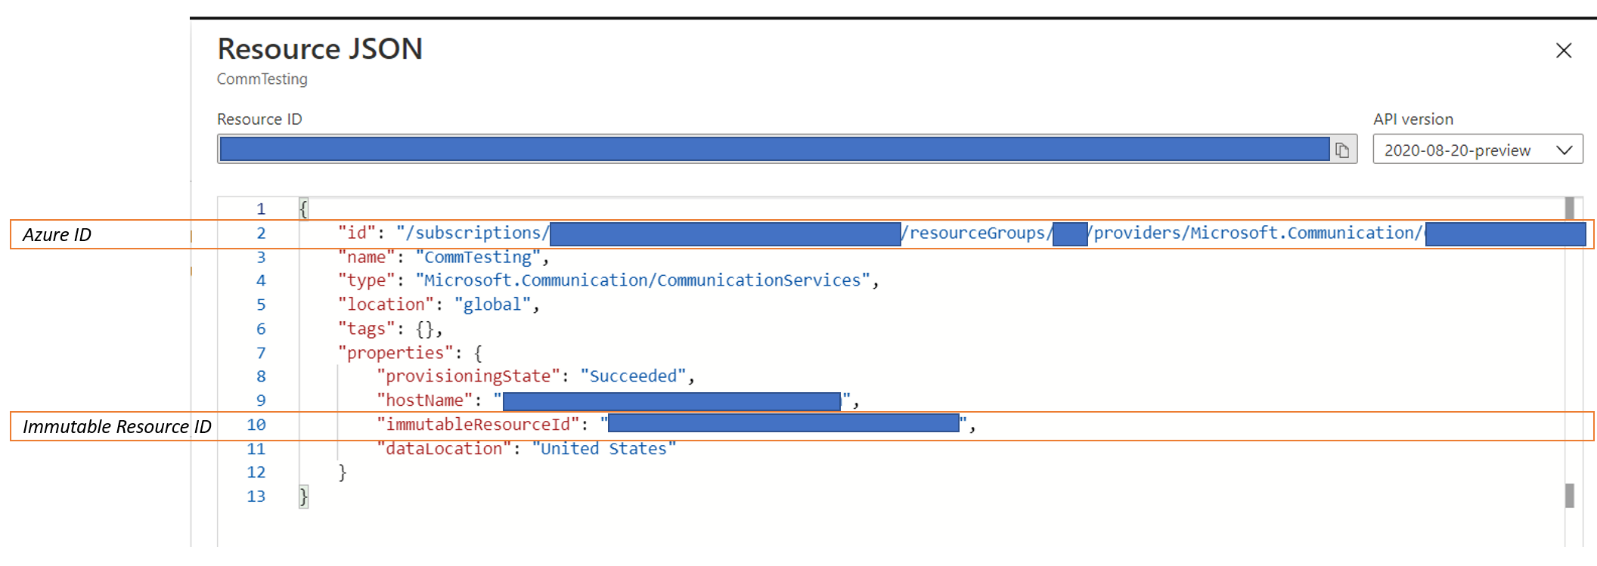 Resource JSON
CommTesting
Resource ID
API version
2020-08-20-preview
1 {
Azure ID 2 "id": "/subscriptions/ /resourceGroups/ /providers/Microsoft.Communication/
3 "name": "CommTesting",
4 "type": "Microsoft.Communication/CommunicationServices",
5 "location": "global",
6 "tags": {},
7 "properties": {
8 "provisioningState": "Succeeded",
9 "hostName": " ",
Immutable Resource ID 10 "immutableResourceId": " ",
11 "dataLocation": "United States"
12 }
13 }